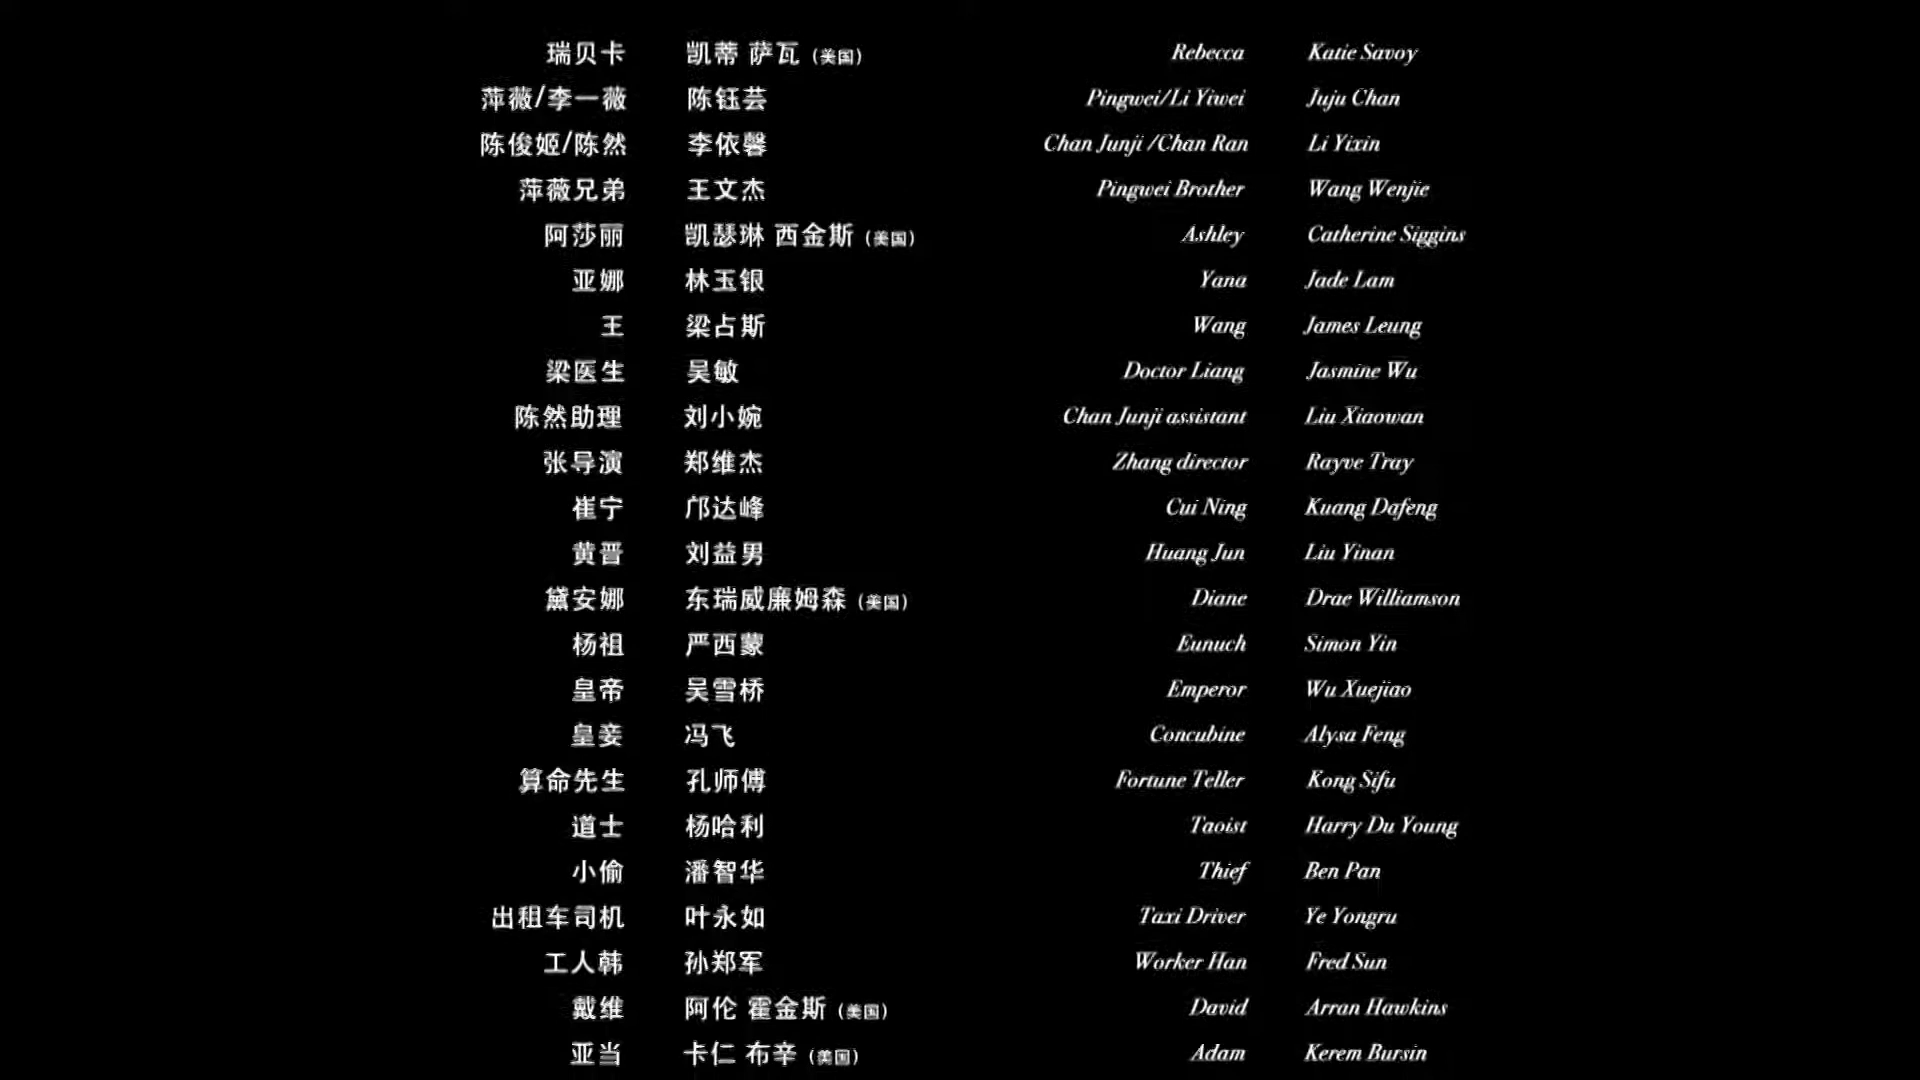 瑞贝卡 凯蒂 萨瓦（美国） Rebecca Katie Savoy
萍薇/李一薇 陈钰芸 Pingwei/Li Yiwei Juju Chan
陈俊姬/陈然 李依馨 Chan Junji /Chan Ran Li Yixin
萍薇兄弟 王文杰 Pingwei Brother Wang Wenjie
阿莎丽 凯瑟琳 西金斯（美国） Ashley Catherine Siggins
亚娜 林玉银 Yana Jade Lam
王 梁占斯 Wang James Leung
梁医生 吴敏 Doctor Liang Jasmine Wu
陈然助理 刘小婉 Chan Junji assistant Liu Xiaowan
张导演 郑维杰 Zhang director Rayve Tray
崔宁 邝达峰 Cui Ning Kuang Dafeng
黄晋 刘益男 Huang Jun Liu Yinan
黛安娜 东瑞威廉姆森（美国） Diane Drae Williamson
杨祖 严西蒙 Eunuch Simon Yin
皇帝 吴雪桥 Emperor Wu Xuejiao
皇妾 冯飞 Concubine Alysa Feng
算命先生 孔师傅 Fortune Teller Kong Sifu
道士 杨哈利 Taoist Harry Du Young
小偷 潘智华 Thief Ben Pan
出租车司机 叶永如 Taxi Driver Ye Yongru
工人韩 孙郑军 Worker Han Fred Sun
戴维 阿伦 霍金斯（美国） David Arran Hawkins
亚当 卡仁 布辛（美国） Adam Kerem Bursin